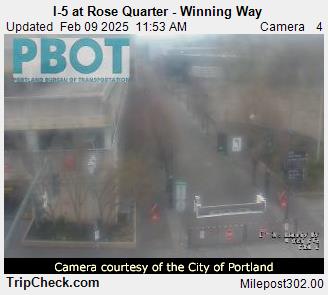 I-5 at Rose Quarter - Winning Way
Updated Feb 09 2025 11:53 AM Camera 4
PBOT
PORTLAND BUREAU OF TRANSPORTATION
Camera courtesy of the City of Portland
TripCheck.com Milepost302.00